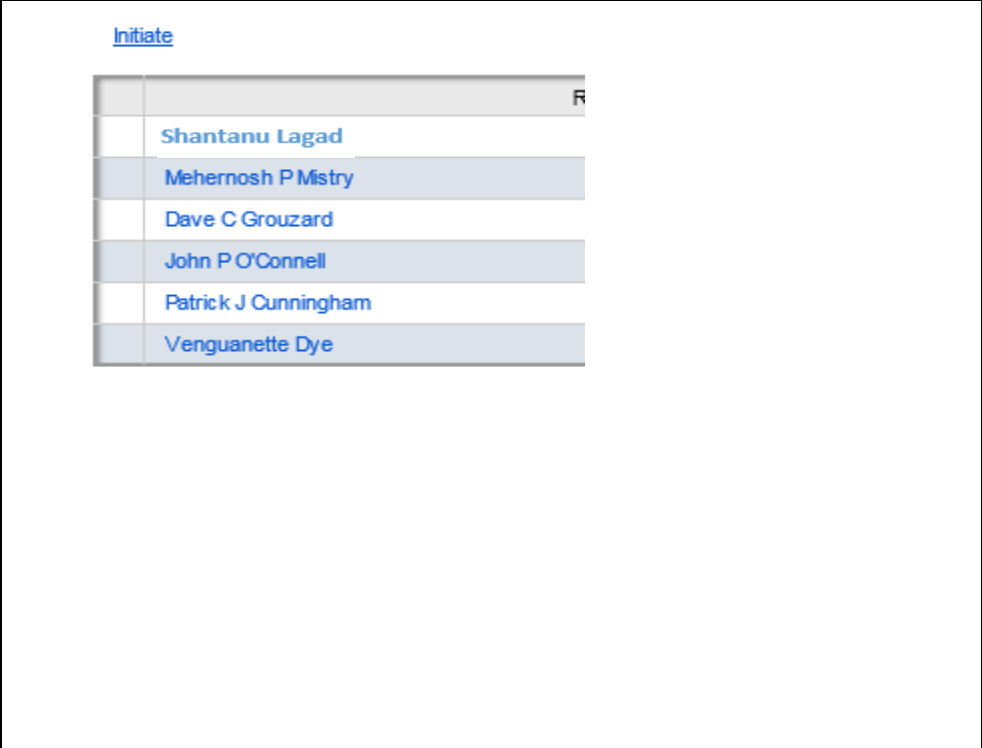 Initiate
R
Shantanu Lagad
Mehernosh P Mistry
Dave C Grouzard
John P O'Connell
Patrick J Cunningham
Venguanette Dye